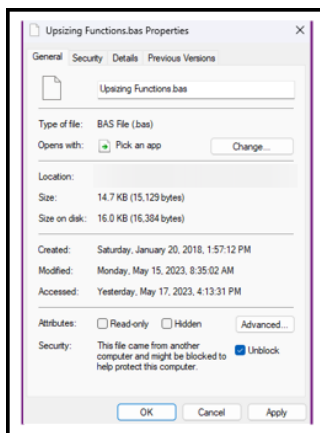 Upsizing Functions.bas Properties
General Security Details Previous Versions
Upsizing Functions.bas
Type of file: BAS File (.bas)
Opens with: Pick an app Change...
Location:
Size: 14.7 KB (15,129 bytes)
Size on disk: 16.0 KB (16,384 bytes)
Created: Saturday, January 20, 2018, 1:57:12 PM
Modified: Monday, May 15, 2023, 8:35:02 AM
Accessed: Yesterday, May 17, 2023, 4:13:31 PM
Attributes: Read-only Hidden Advanced...
Security: This file came from another
computer and might be blocked to
help protect this computer.
Unblock
OK Cancel Apply